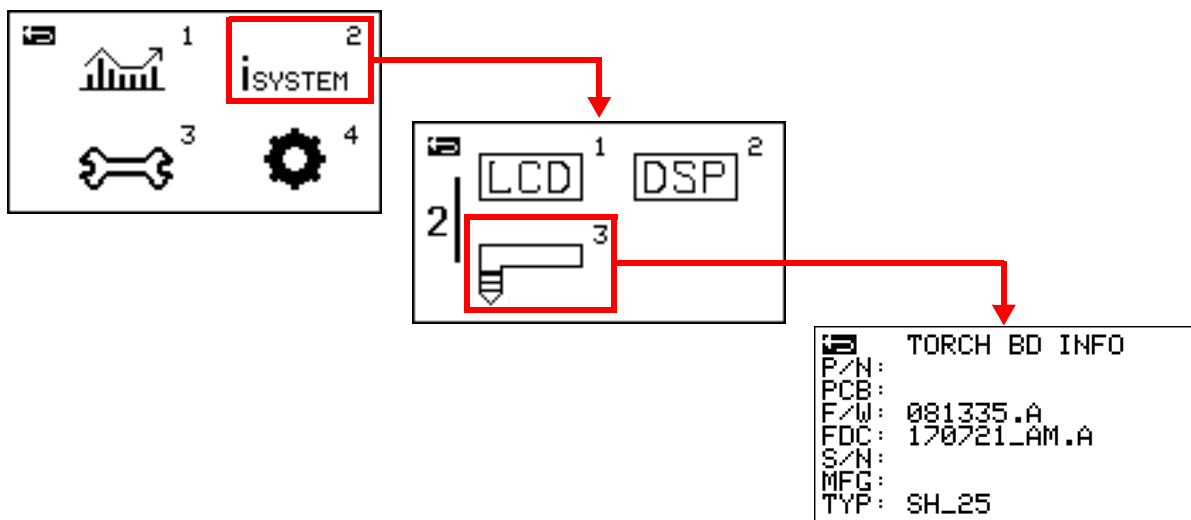 1
2
iSYSTEM
3
4
LCD 1
DSP 2
2
3
TORCH BD INFO
P/N:
PCB:
F/W: 081335.A
FDC: 170721_AM.A
S/N:
MFG:
TYP: SH_25